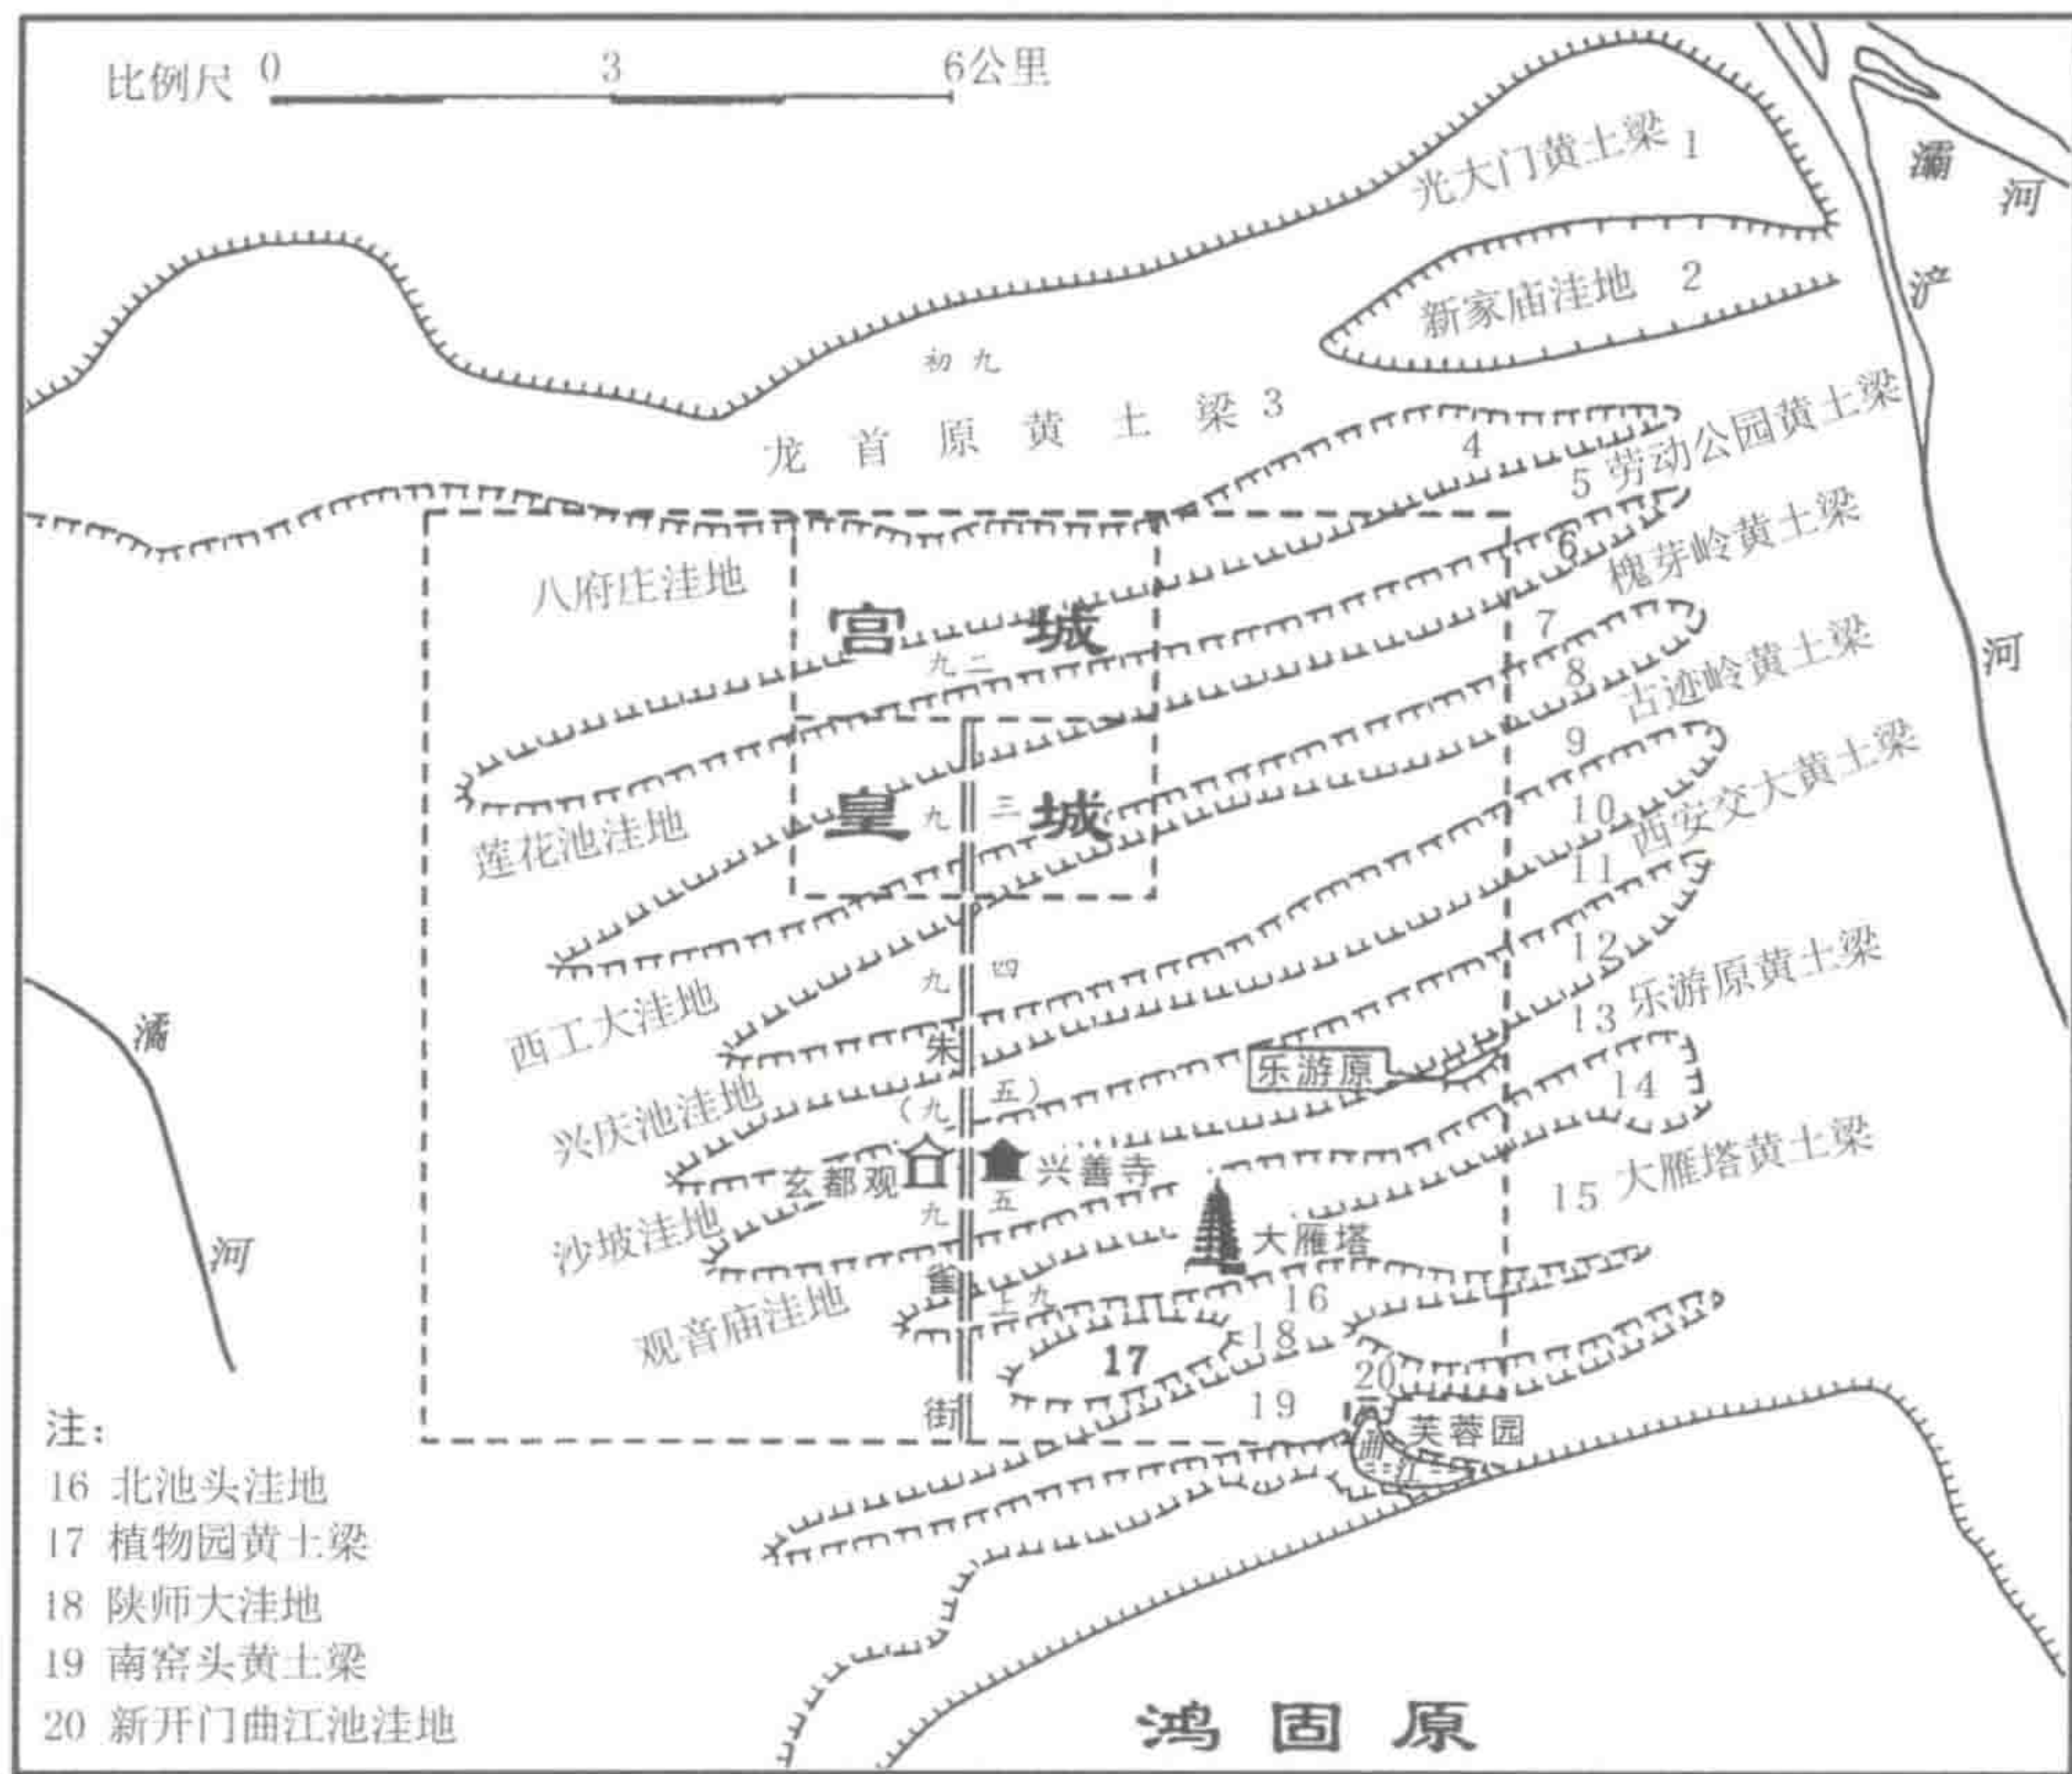 比例尺 0 3 6公里
光大门黄土梁 1
灞河
新家庙洼地 2
浐河
初九
龙首原黄土梁 3
4
5 劳动公园黄土梁
6
槐芽岭黄土梁
八府庄洼地
宫城
7
九二
8
古迹岭黄土梁
9
皇城
九三
莲花池洼地
10
西安交大黄土梁
11
12
九四
西工大洼地
13 乐游原黄土梁
朱
乐游原
14
(九五)
兴庆池洼地
玄都观
兴善寺
15 大雁塔黄土梁
九五
沙坡洼地
大雁塔
潏河
雀
上九
观音庙洼地
16
17
18
20
19
街
芙蓉园
曲江
注:
16 北池头洼地
17 植物园黄土梁
18 陕师大洼地
19 南窑头黄土梁
20 新开门曲江池洼地
鸿固原